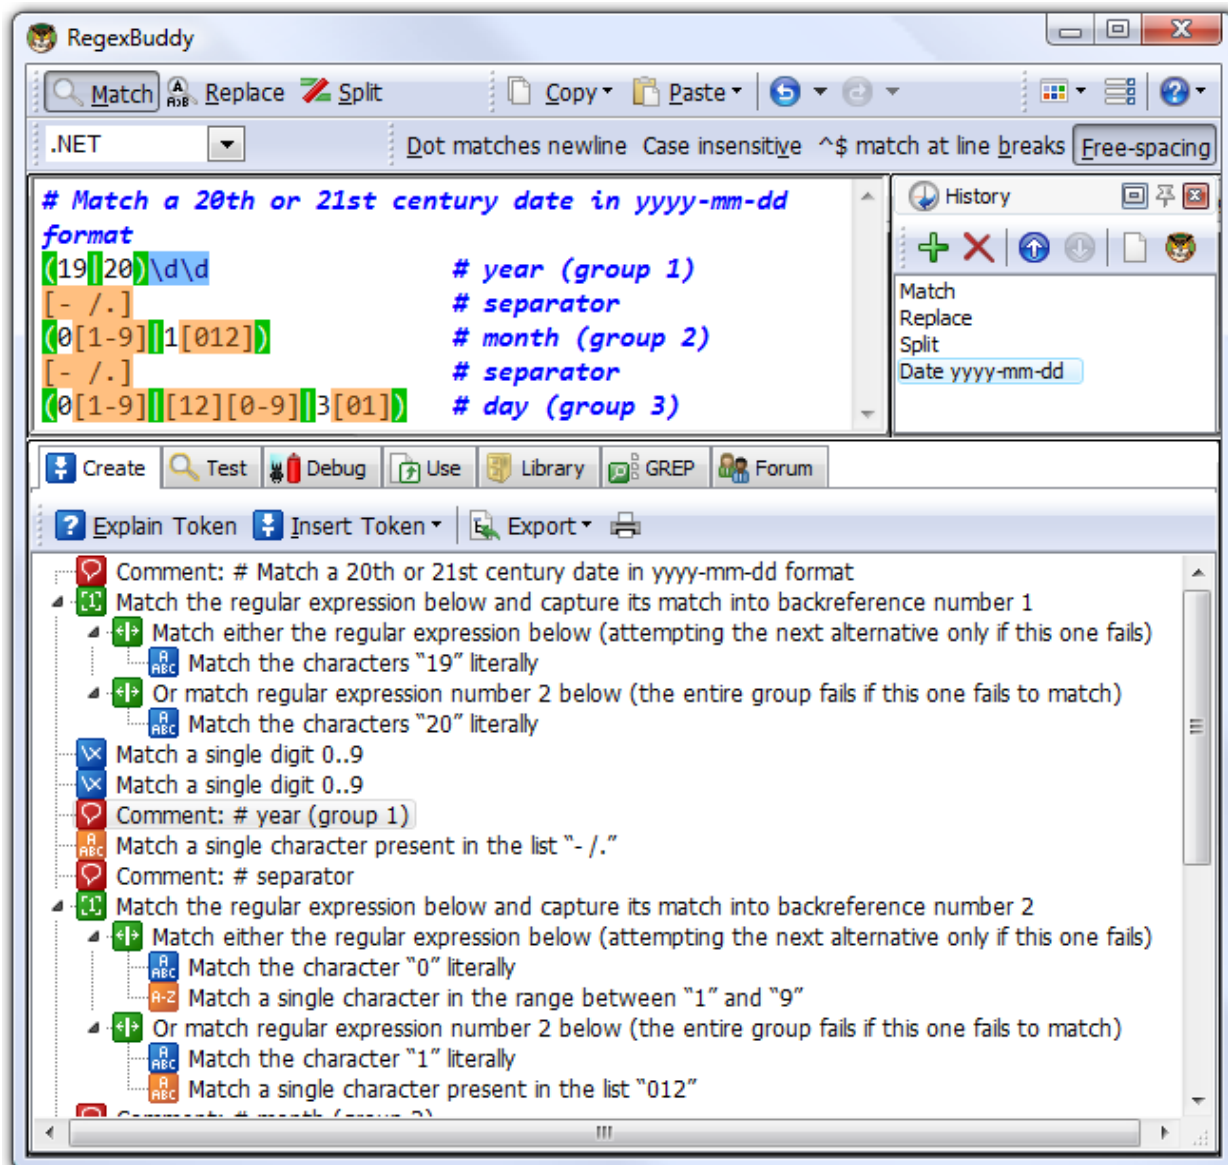 RegexBuddy
Match Replace Split Copy Paste
.NET Dot matches newline Case insensitive ^$ match at line breaks Free-spacing
# Match a 20th or 21st century date in yyyy-mm-dd
format
(19|20)\d\d # year (group 1)
[- /.] # separator
(0[1-9]|1[012]) # month (group 2)
[- /.] # separator
(0[1-9]|[12][0-9]|3[01]) # day (group 3)
History
Match
Replace
Split
Date yyyy-mm-dd
Create Test Debug Use Library GREP Forum
Explain Token Insert Token Export
Comment: # Match a 20th or 21st century date in yyyy-mm-dd format
Match the regular expression below and capture its match into backreference number 1
Match either the regular expression below (attempting the next alternative only if this one fails)
Match the characters “19” literally
Or match regular expression number 2 below (the entire group fails if this one fails to match)
Match the characters “20” literally
Match a single digit 0..9
Match a single digit 0..9
Comment: # year (group 1)
Match a single character present in the list “- /.”
Comment: # separator
Match the regular expression below and capture its match into backreference number 2
Match either the regular expression below (attempting the next alternative only if this one fails)
Match the character “0” literally
Match a single character in the range between “1” and “9”
Or match regular expression number 2 below (the entire group fails if this one fails to match)
Match the character “1” literally
Match a single character present in the list “012”
Comment: # month (group 2)